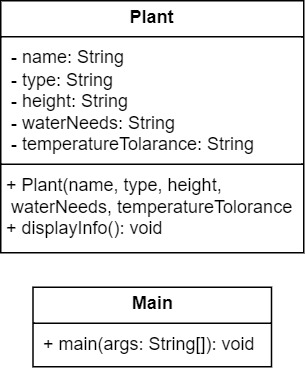 Plant
- name: String
- type: String
- height: String
- waterNeeds: String
- temperatureTolarance: String
+ Plant(name, type, height,
waterNeeds, temperatureTolorance
+ displayInfo(): void
Main
+ main(args: String[]): void